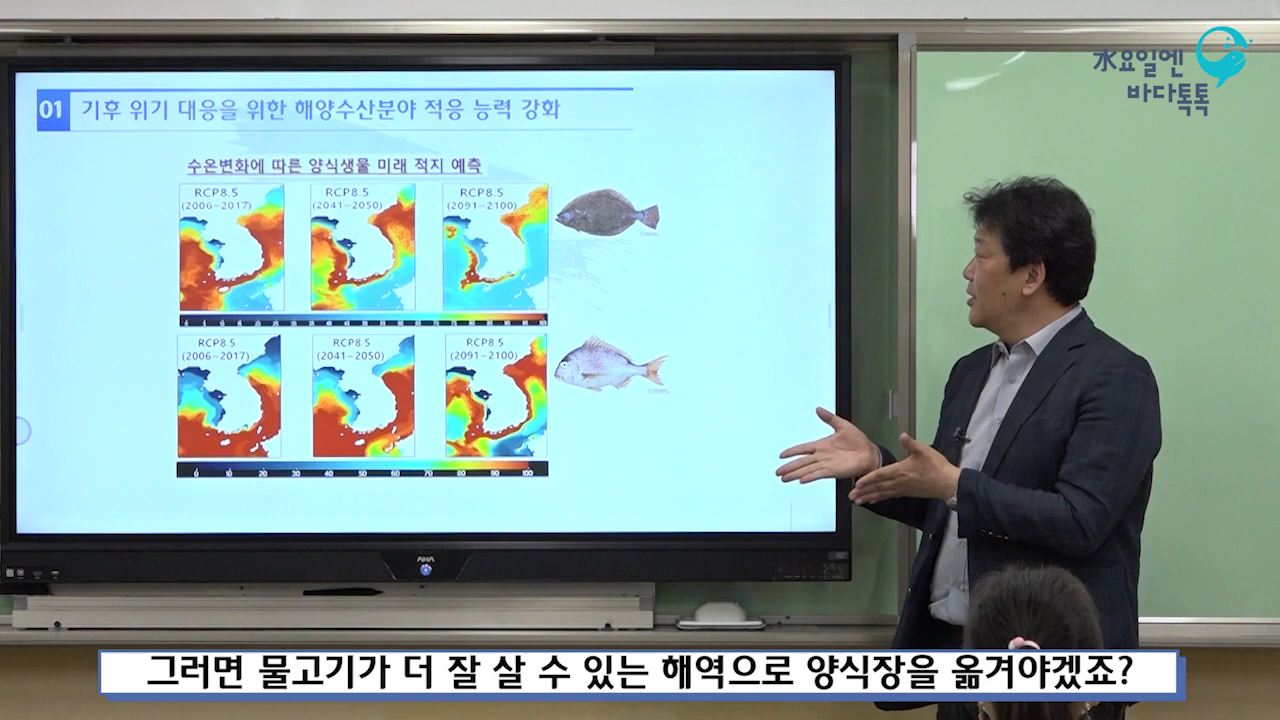 水요일엔
바다톡톡
01 기후 위기 대응을 위한 해양수산분야 적응 능력 강화
수온변화에 따른 양식생물 미래 적지 예측
RCP8.5 RCP8.5 RCP8.5
(2006~2017) (2041~2050) (2091~2100)
RCP8.5 RCP8.5 RCP8.5
(2006~2017) (2041~2050) (2091~2100)
0 10 20 30 40 50 60 70 80 90 100
AHA
그러면 물고기가 더 잘 살 수 있는 해역으로 양식장을 옮겨야겠죠?